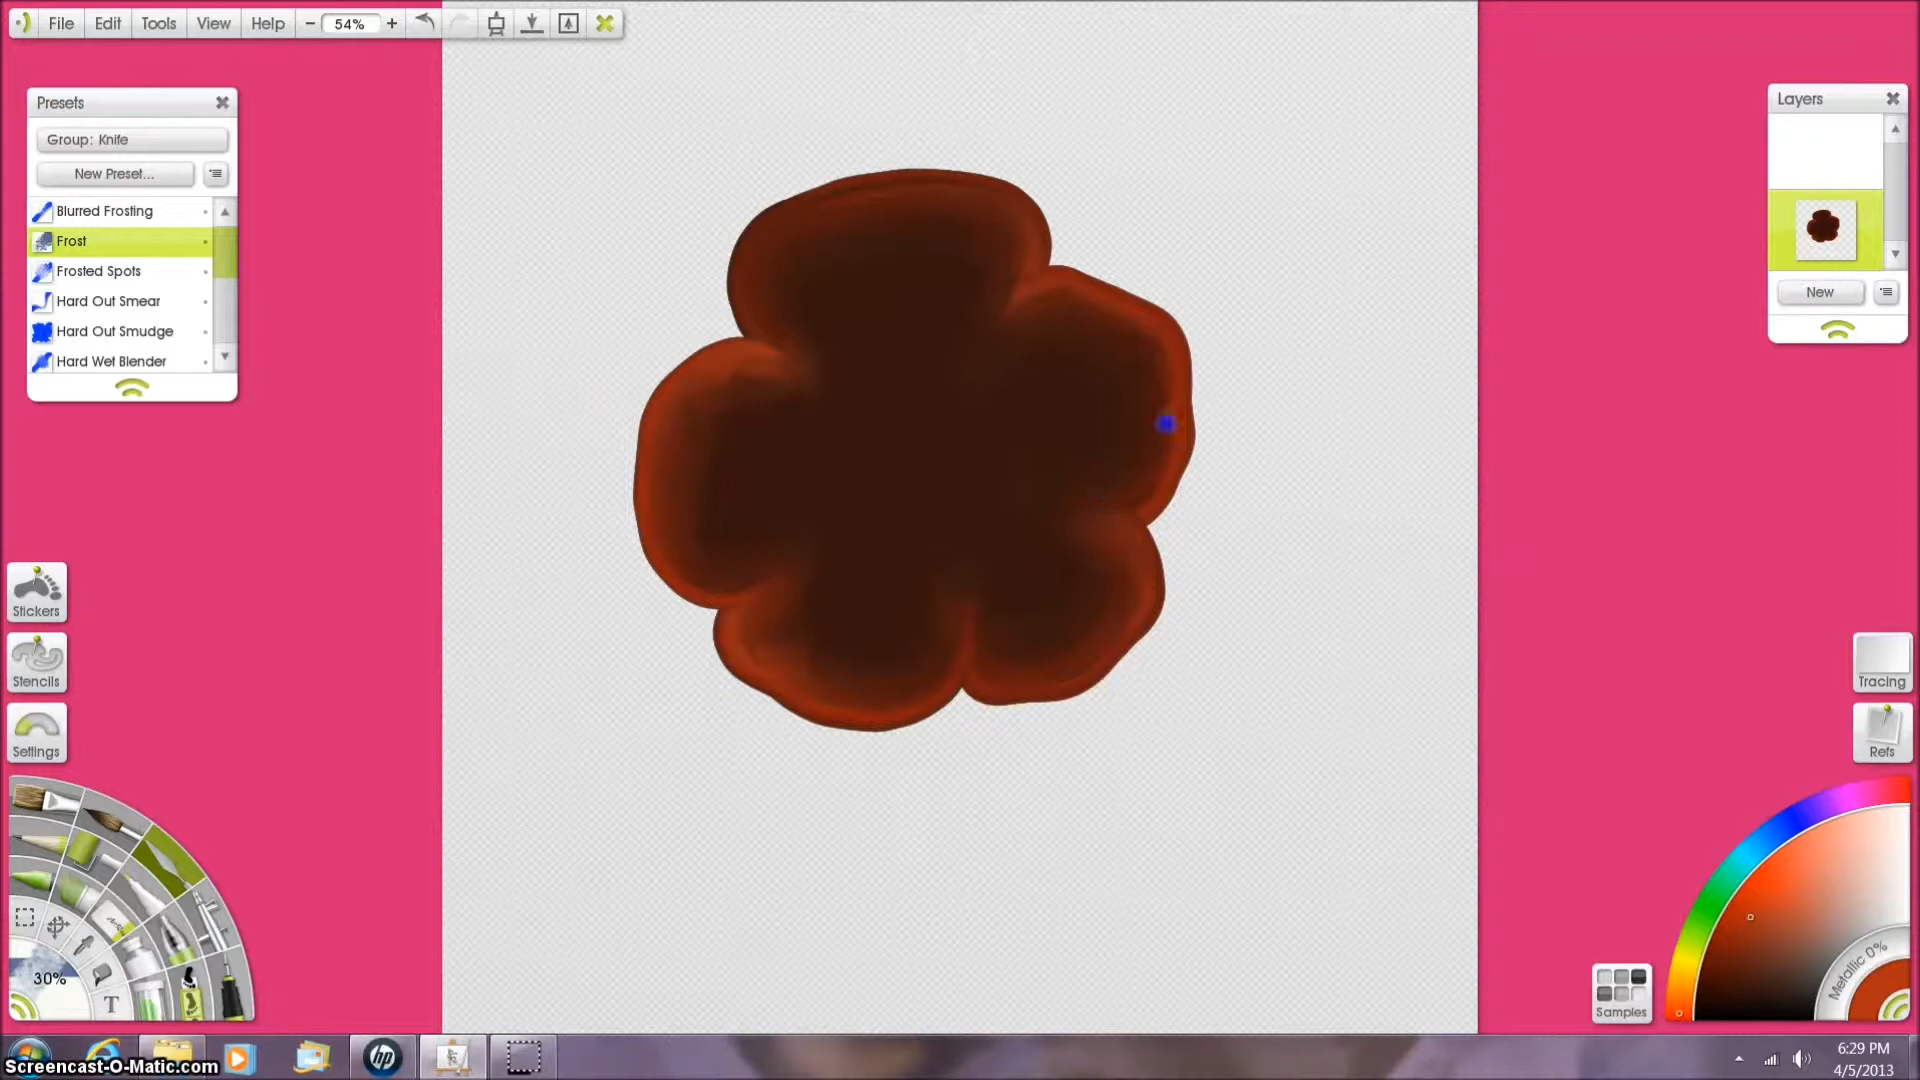 File Edit Tools View Help 54%
Presets
Group: Knife
New Preset...
Blurred Frosting
Frost
Frosted Spots
Hard Out Smear
Hard Out Smudge
Hard Wet Blender
Layers
New
Stickers
Stencils
Settings
30%
T
Tracing
Refs
Metallic 0%
Samples
hp
Screencast-O-Matic.com
6:29 PM
4/5/2013